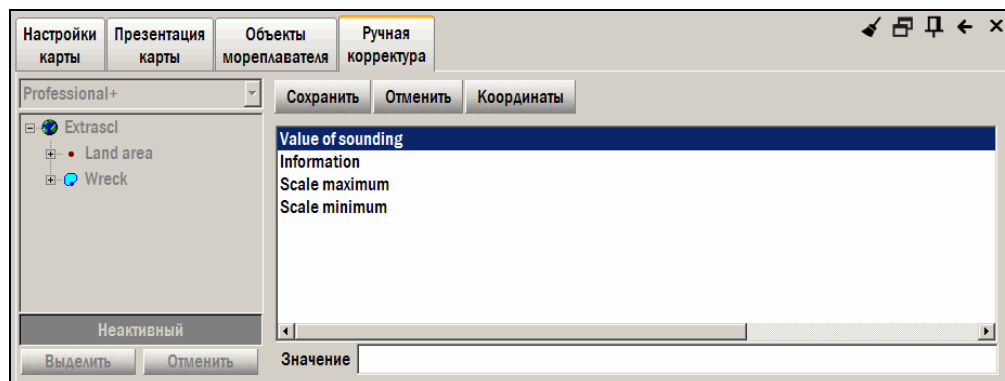 Настройки карты
Презентация карты
Объекты мореплавателя
Ручная корректура
Professional+
Сохранить
Отменить
Координаты
Extrascl
Land area
Wreck
Value of sounding
Information
Scale maximum
Scale minimum
Неактивный
Выделить
Отменить
Значение